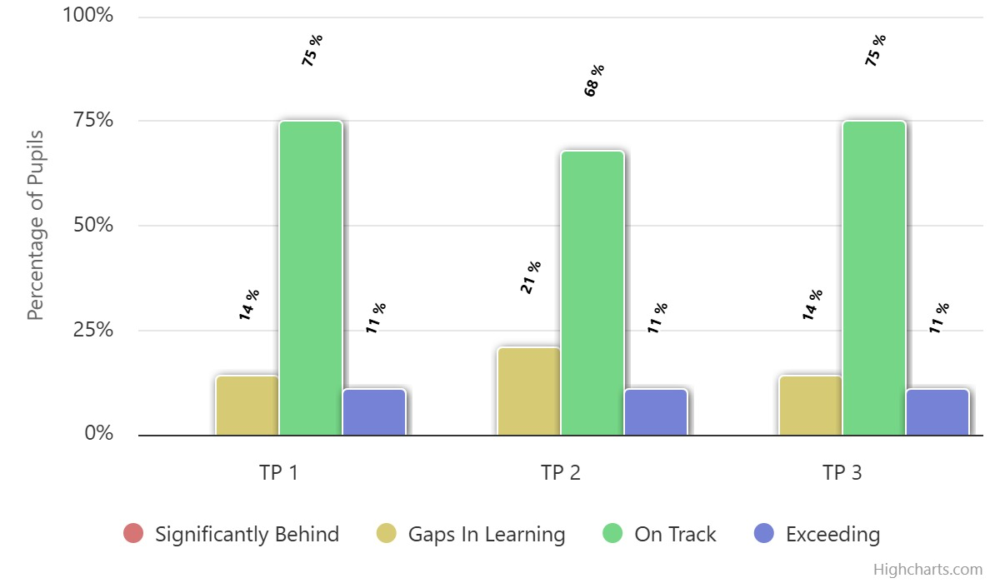 100%
75%
50%
25%
0%
Percentage of Pupils
14 %
75 %
11 %
21 %
68 %
11 %
14 %
75 %
11 %
TP 1
TP 2
TP 3
Significantly Behind
Gaps In Learning
On Track
Exceeding
Highcharts.com